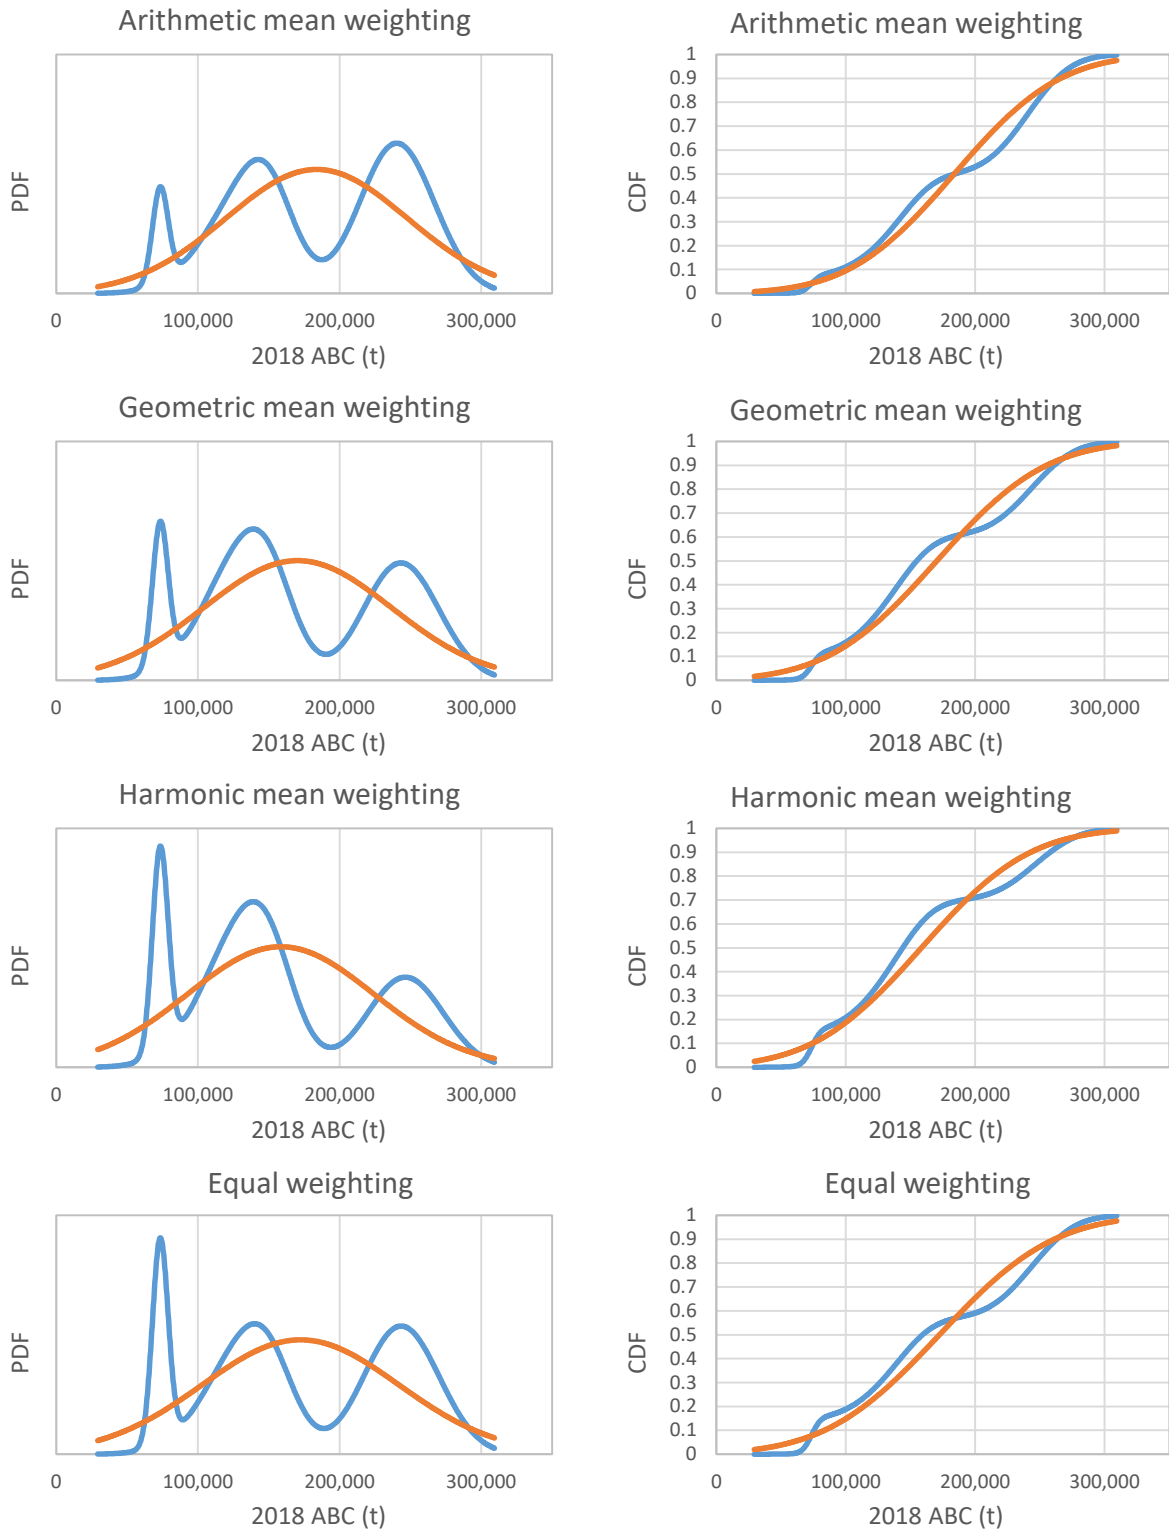 Arithmetic mean weighting
PDF
0 100,000 200,000 300,000
2018 ABC (t)
Arithmetic mean weighting
1
0.9
0.8
0.7
0.6
0.5
0.4
0.3
0.2
0.1
0
CDF
0 100,000 200,000 300,000
2018 ABC (t)
Geometric mean weighting
PDF
0 100,000 200,000 300,000
2018 ABC (t)
Geometric mean weighting
1
0.9
0.8
0.7
0.6
0.5
0.4
0.3
0.2
0.1
0
CDF
0 100,000 200,000 300,000
2018 ABC (t)
Harmonic mean weighting
PDF
0 100,000 200,000 300,000
2018 ABC (t)
Harmonic mean weighting
1
0.9
0.8
0.7
0.6
0.5
0.4
0.3
0.2
0.1
0
CDF
0 100,000 200,000 300,000
2018 ABC (t)
Equal weighting
PDF
0 100,000 200,000 300,000
2018 ABC (t)
Equal weighting
1
0.9
0.8
0.7
0.6
0.5
0.4
0.3
0.2
0.1
0
CDF
0 100,000 200,000 300,000
2018 ABC (t)